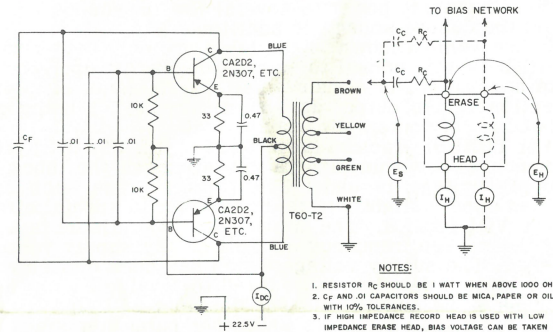 TO BIAS NETWORK
CC RC
BLUE
C
CA2D2,
2N307, ETC.
B
E
CC RC
BROWN
10K
33
0.47
ERASE
CF
.01 .01 .01
BLACK
YELLOW
GREEN
HEAD
ES
EH
10K
33
0.47
WHITE
IH IH
E
CA2D2,
2N307,
ETC.
T60-T2
B
C
BLUE
IDC
+ 22.5V -
NOTES:
1. RESISTOR RC SHOULD BE 1 WATT WHEN ABOVE 1000 OH
2. CF AND .01 CAPACITORS SHOULD BE MICA, PAPER OR OIL
WITH 10% TOLERANCES.
3. IF HIGH IMPEDANCE RECORD HEAD IS USED WITH LOW
IMPEDANCE ERASE HEAD, BIAS VOLTAGE CAN BE TAKEN